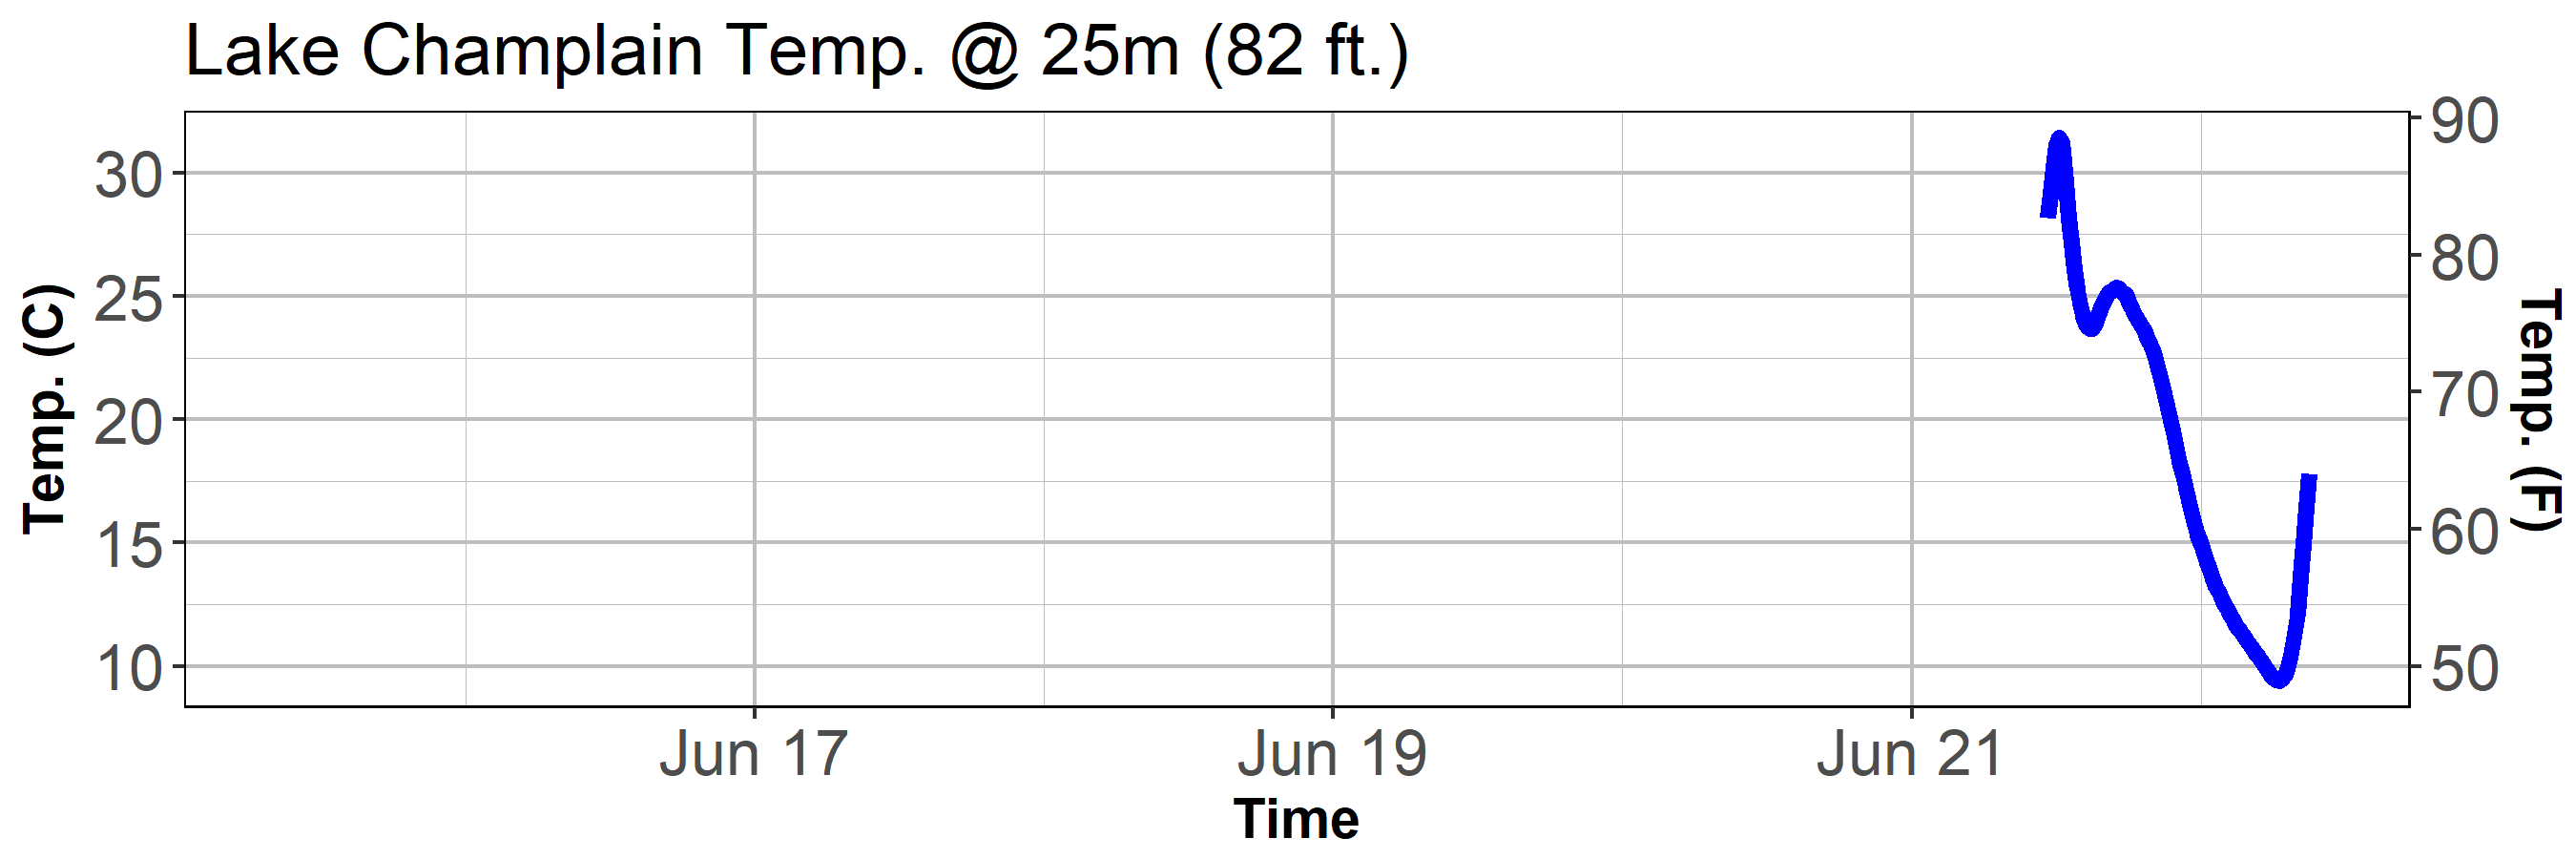 Lake Champlain Temp. @ 25m (82 ft.)
30
25
20
15
10
Temp. (C)
90
80
70
60
50
Temp. (F)
Jun 17
Jun 19
Jun 21
Time